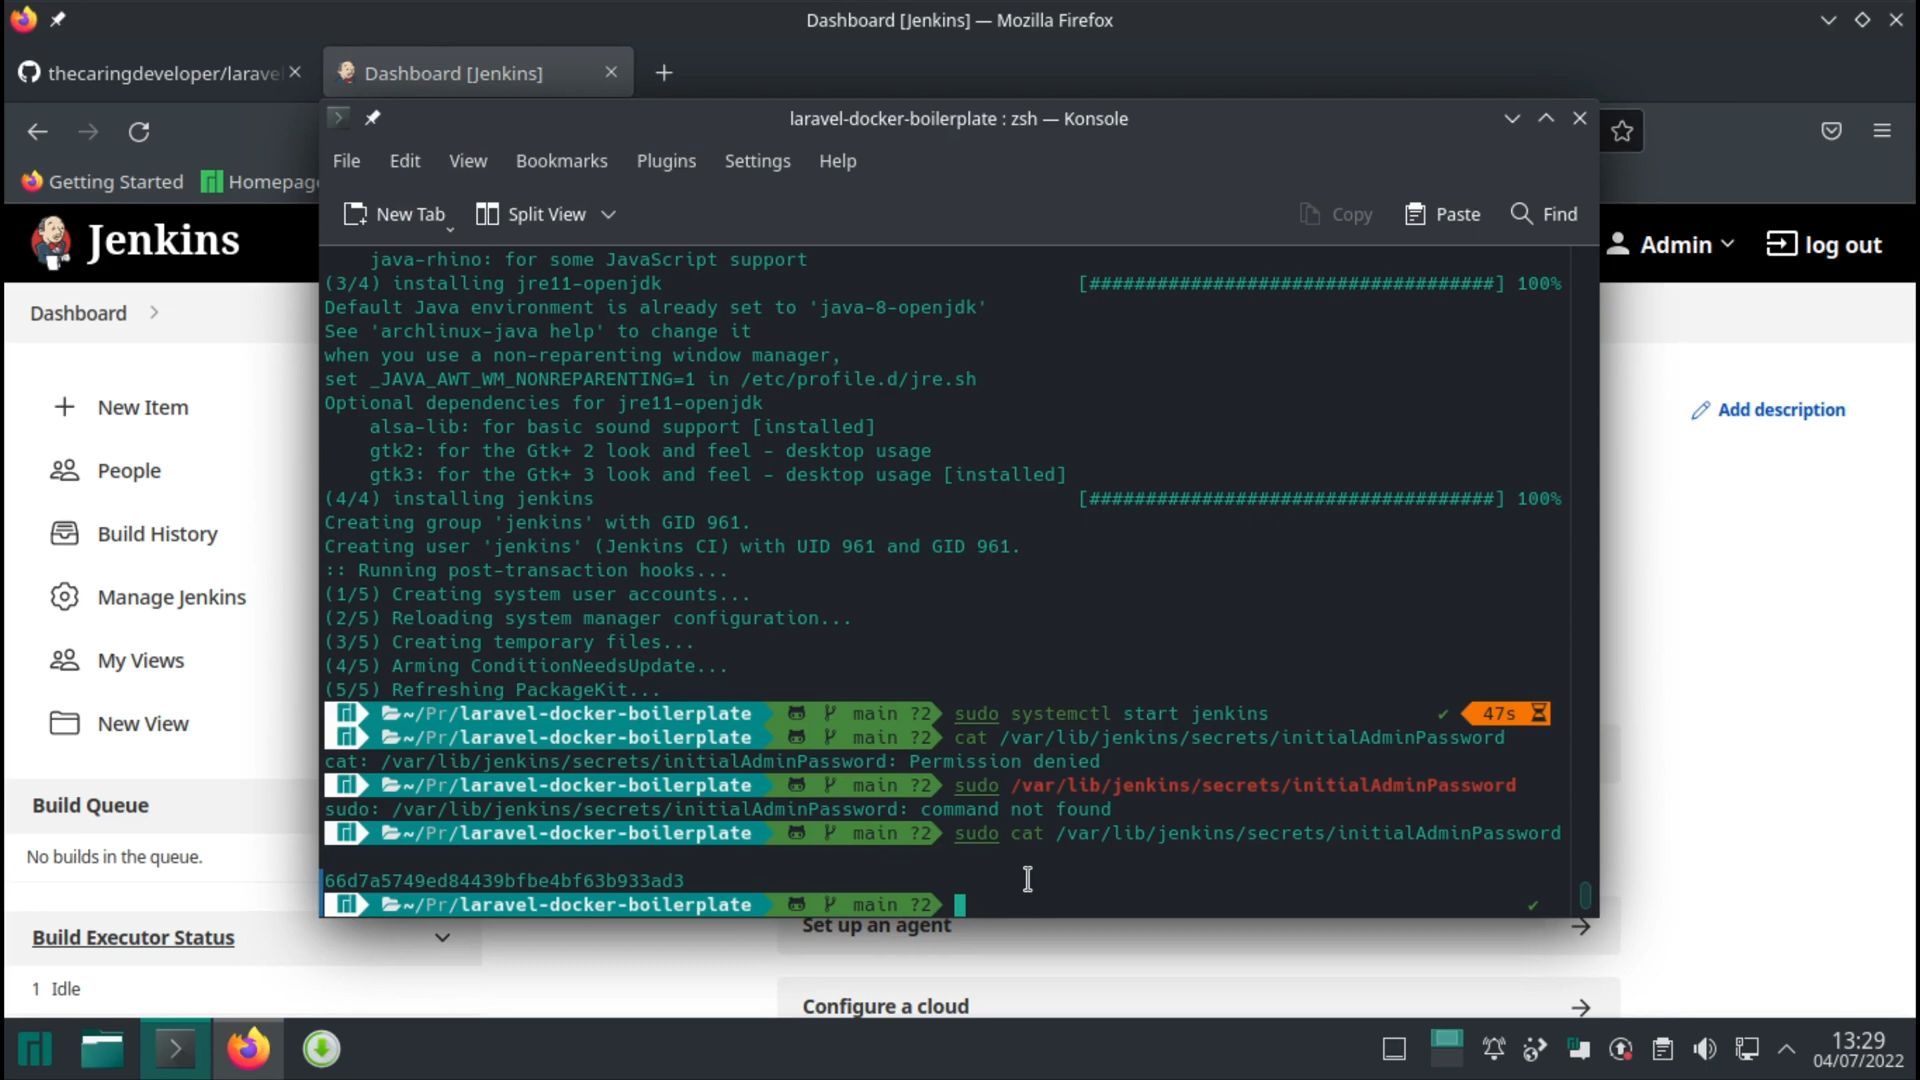 Dashboard [Jenkins] — Mozilla Firefox
thecaringdeveloper/larave
Dashboard [Jenkins]
laravel-docker-boilerplate : zsh — Konsole
File Edit View Bookmarks Plugins Settings Help
Getting Started Homepag
New Tab Split View Copy Paste Find
Jenkins
Admin log out
Dashboard
New Item
People
Build History
Manage Jenkins
My Views
New View
Build Queue
No builds in the queue.
Build Executor Status
1 Idle
Add description
java-rhino: for some JavaScript support
(3/4) installing jre11-openjdk [####################################] 100%
Default Java environment is already set to 'java-8-openjdk'
See 'archlinux-java help' to change it
when you use a non-reparenting window manager,
set _JAVA_AWT_WM_NONREPARENTING=1 in /etc/profile.d/jre.sh
Optional dependencies for jre11-openjdk
alsa-lib: for basic sound support [installed]
gtk2: for the Gtk+ 2 look and feel - desktop usage
gtk3: for the Gtk+ 3 look and feel - desktop usage [installed]
(4/4) installing jenkins [####################################] 100%
Creating group 'jenkins' with GID 961.
Creating user 'jenkins' (Jenkins CI) with UID 961 and GID 961.
:: Running post-transaction hooks...
(1/5) Creating system user accounts...
(2/5) Reloading system manager configuration...
(3/5) Creating temporary files...
(4/5) Arming ConditionNeedsUpdate...
(5/5) Refreshing PackageKit...
~/Pr/laravel-docker-boilerplate main ?2 sudo systemctl start jenkins ✔ 47s
~/Pr/laravel-docker-boilerplate main ?2 cat /var/lib/jenkins/secrets/initialAdminPassword
cat: /var/lib/jenkins/secrets/initialAdminPassword: Permission denied
~/Pr/laravel-docker-boilerplate main ?2 sudo /var/lib/jenkins/secrets/initialAdminPassword
sudo: /var/lib/jenkins/secrets/initialAdminPassword: command not found
~/Pr/laravel-docker-boilerplate main ?2 sudo cat /var/lib/jenkins/secrets/initialAdminPassword
66d7a5749ed84439bfbe4bf63b933ad3
~/Pr/laravel-docker-boilerplate main ?2 ✔
Set up an agent
Configure a cloud
13:29
04/07/2022